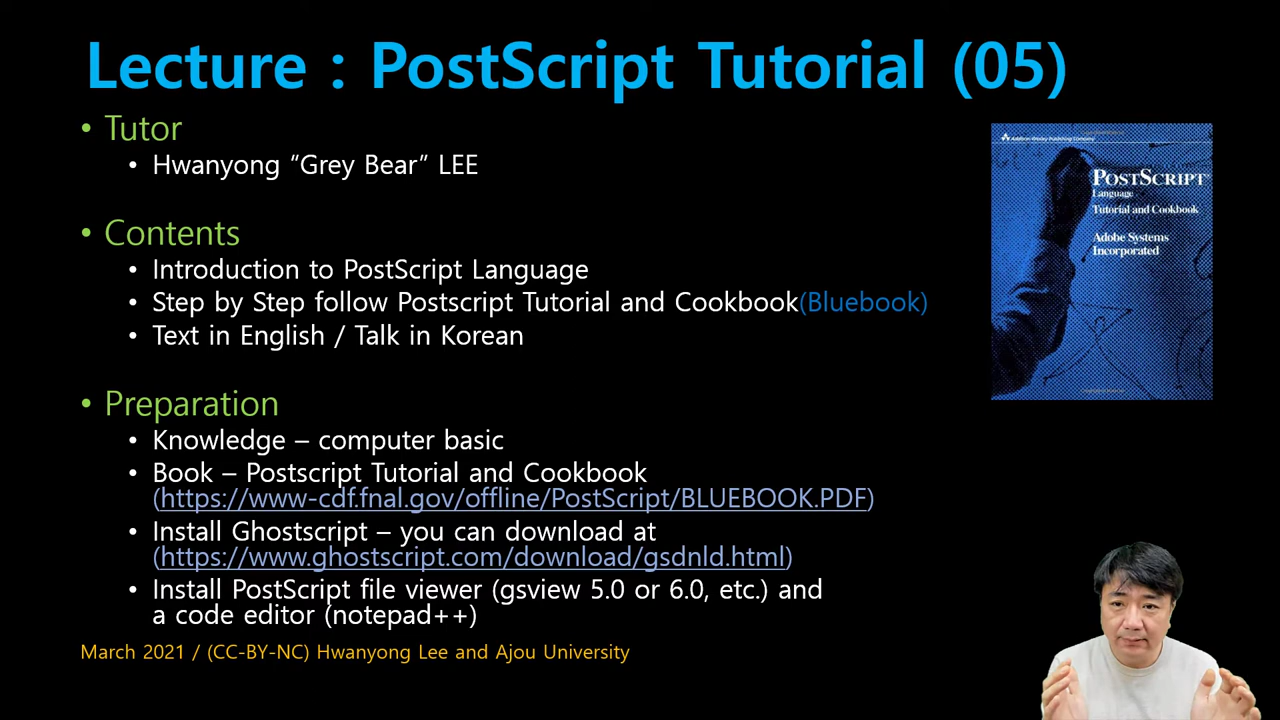 Lecture : PostScript Tutorial (05)
• Tutor
• Hwanyong “Grey Bear” LEE
• Contents
• Introduction to PostScript Language
• Step by Step follow Postscript Tutorial and Cookbook(Bluebook)
• Text in English / Talk in Korean
• Preparation
• Knowledge – computer basic
• Book – Postscript Tutorial and Cookbook
(https://www-cdf.fnal.gov/offline/PostScript/BLUEBOOK.PDF)
• Install Ghostscript – you can download at
(https://www.ghostscript.com/download/gsdnld.html)
• Install PostScript file viewer (gsview 5.0 or 6.0, etc.) and
a code editor (notepad++)
March 2021 / (CC-BY-NC) Hwanyong Lee and Ajou University
Addison-Wesley Publishing Company
POSTSCRIPT®
Language
Tutorial and Cookbook
Adobe Systems
Incorporated